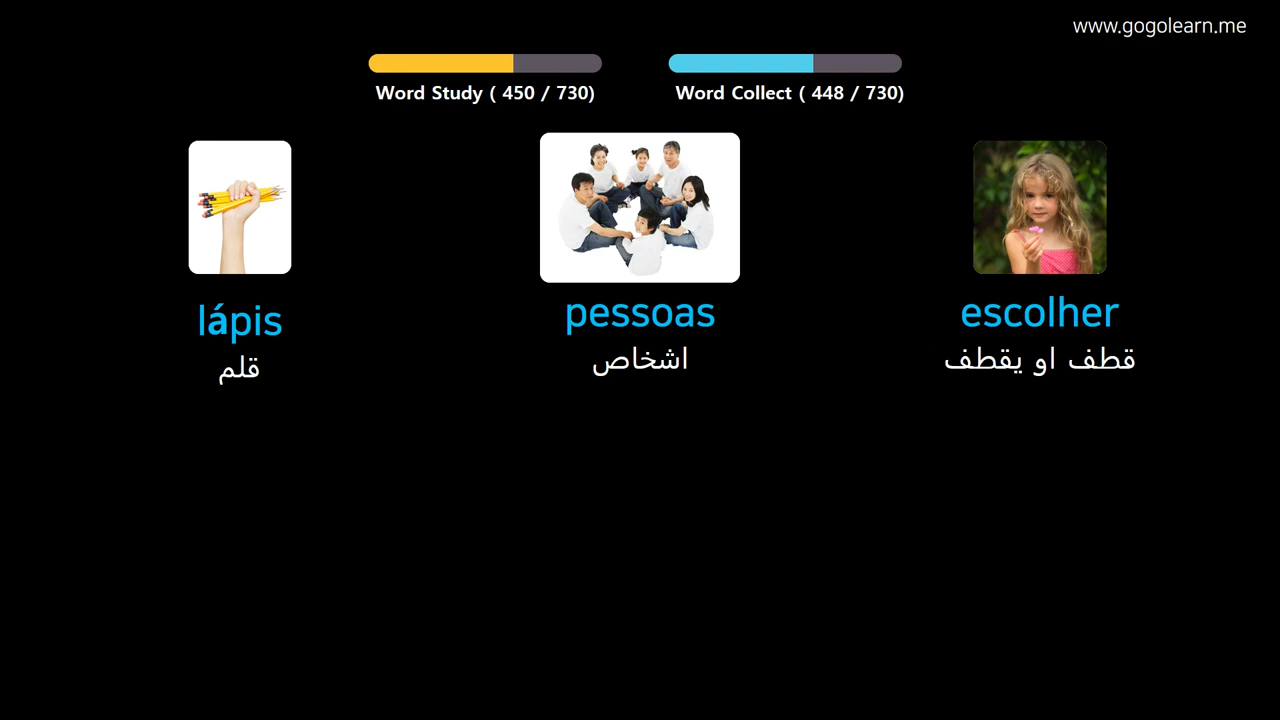 www.gogolearn.me
Word Study ( 450 / 730)
Word Collect ( 448 / 730)
lápis
قلم
pessoas
اشخاص
escolher
قطف او يقطف